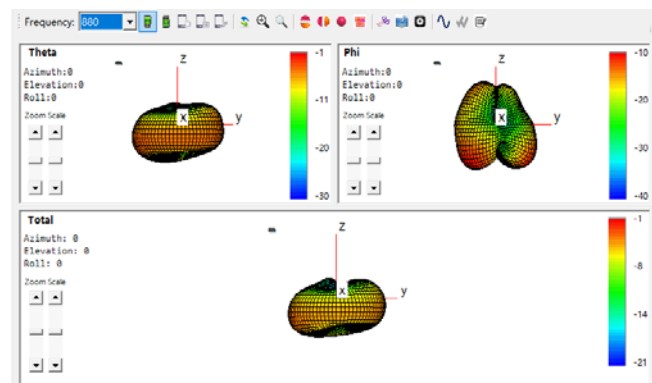 Frequency: 880
Theta
Azimuth:0
Elevation:0
Roll:0
Zoom Scale
z
x
y
-1
-11
-20
-30
Phi
Azimuth:0
Elevation:0
Roll:0
Zoom Scale
z
x
y
-10
-20
-30
-40
Total
Azimuth: 0
Elevation: 0
Roll: 0
Zoom Scale
z
x
y
-1
-8
-14
-21